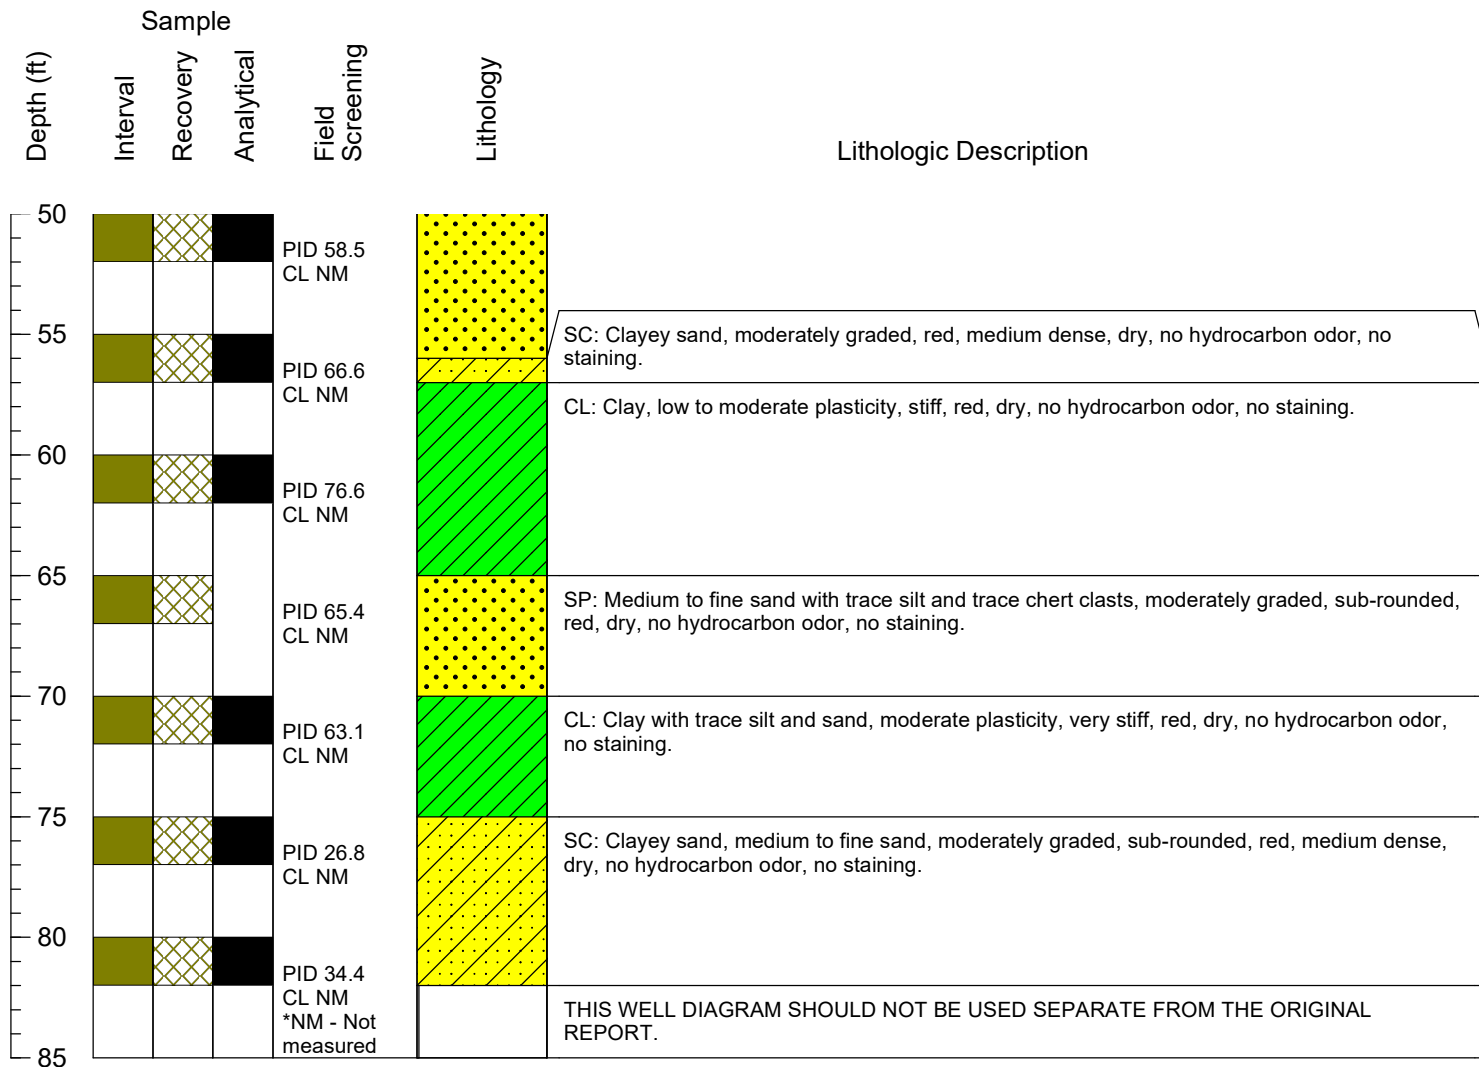 Sample
Depth (ft)
Interval
Recovery
Analytical
Field
Screening
Lithology
Lithologic Description
50
PID 58.5
CL NM
55
SC: Clayey sand, moderately graded, red, medium dense, dry, no hydrocarbon odor, no
staining.
PID 66.6
CL NM
CL: Clay, low to moderate plasticity, stiff, red, dry, no hydrocarbon odor, no staining.
60
PID 76.6
CL NM
65
SP: Medium to fine sand with trace silt and trace chert clasts, moderately graded, sub-rounded,
red, dry, no hydrocarbon odor, no staining.
PID 65.4
CL NM
70
CL: Clay with trace silt and sand, moderate plasticity, very stiff, red, dry, no hydrocarbon odor,
no staining.
PID 63.1
CL NM
75
SC: Clayey sand, medium to fine sand, moderately graded, sub-rounded, red, medium dense,
dry, no hydrocarbon odor, no staining.
PID 26.8
CL NM
80
PID 34.4
CL NM
*NM - Not
measured
THIS WELL DIAGRAM SHOULD NOT BE USED SEPARATE FROM THE ORIGINAL
REPORT.
85